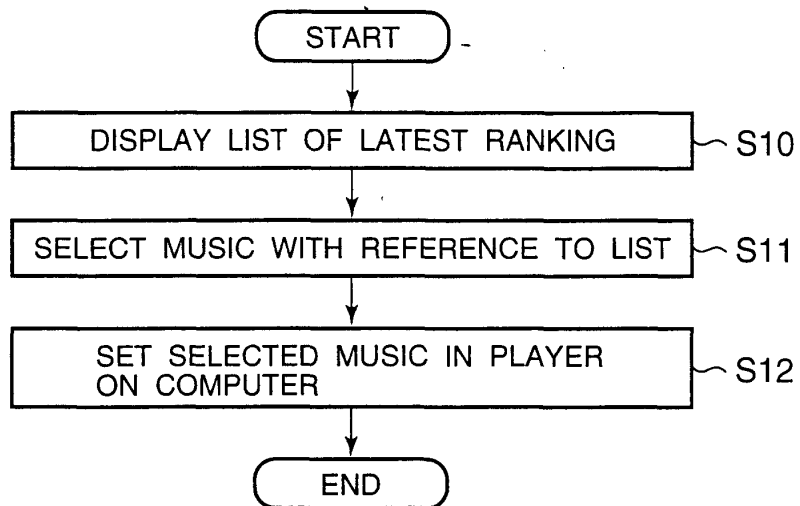 START
DISPLAY LIST OF LATEST RANKING
S10
SELECT MUSIC WITH REFERENCE TO LIST
S11
SET SELECTED MUSIC IN PLAYER
ON COMPUTER
S12
END